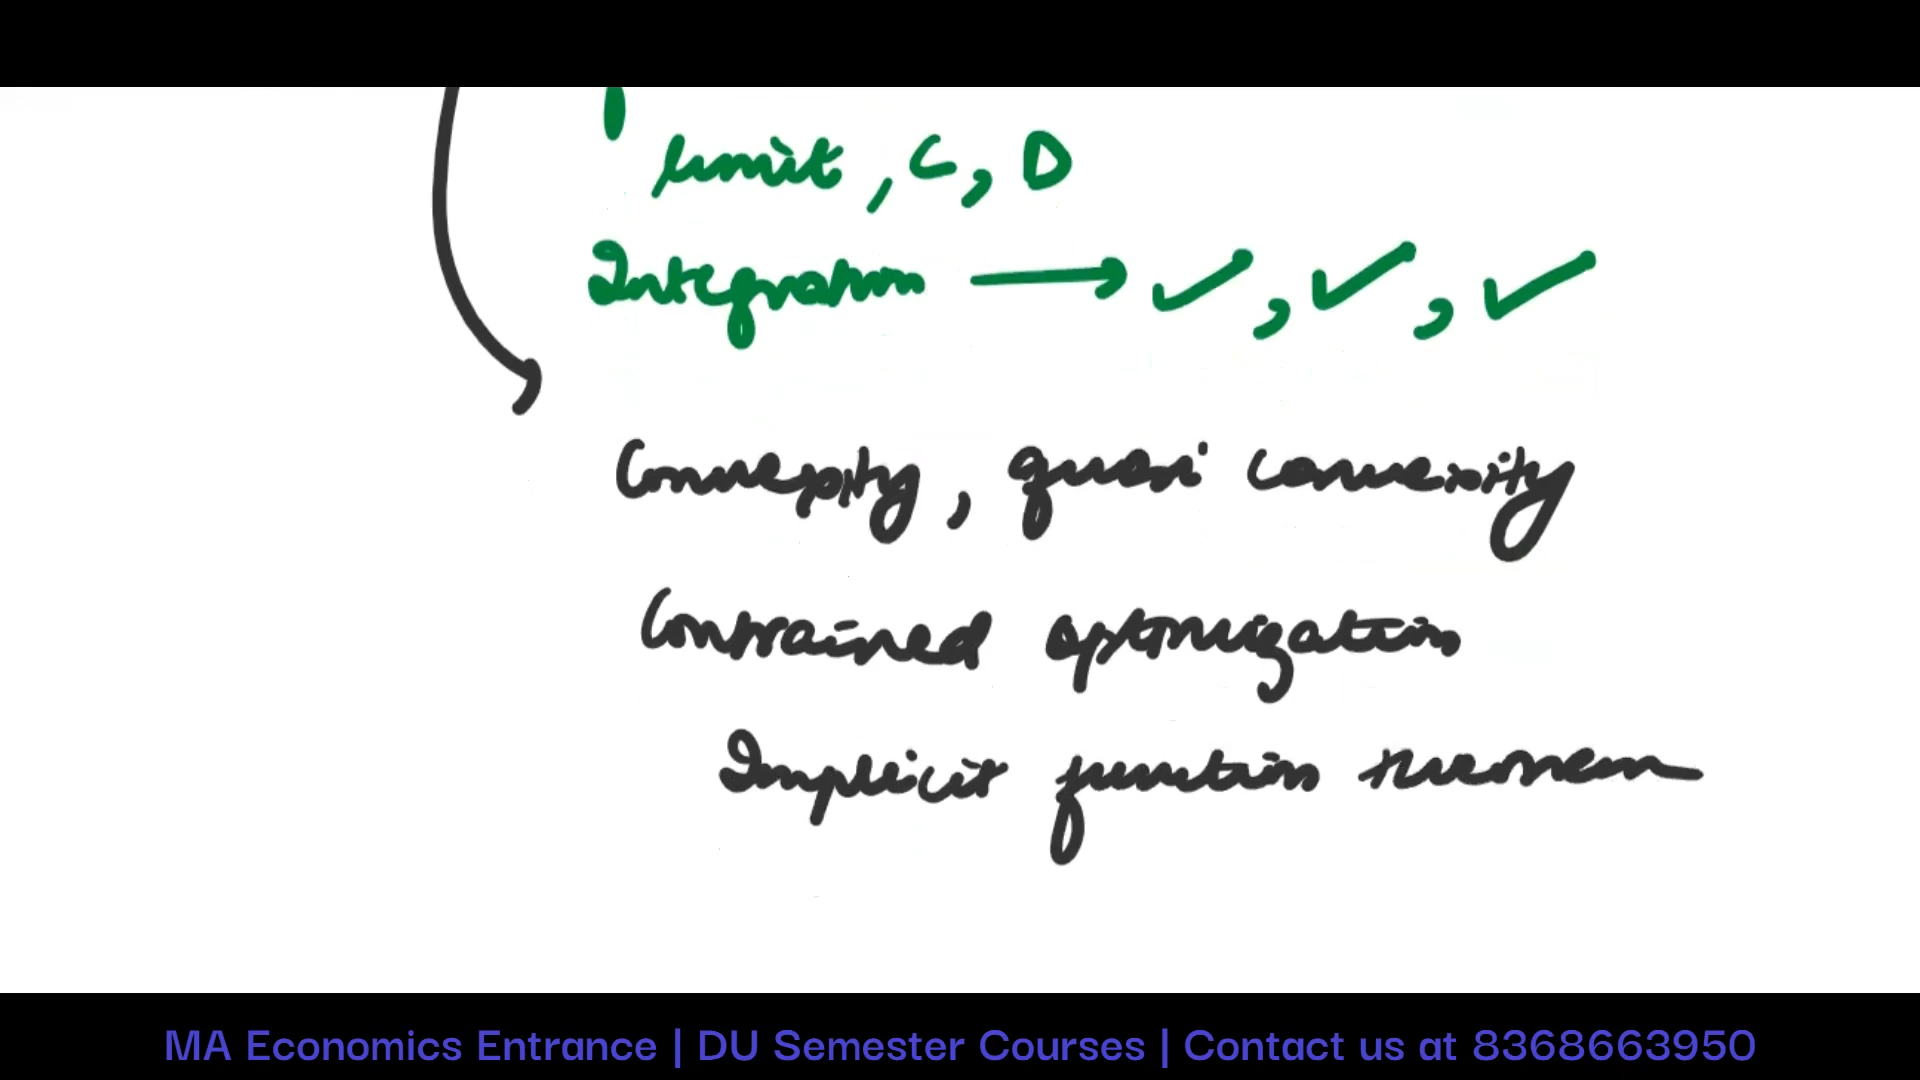 limit, C, D
Integration → ✓, ✓, ✓
Convexity, quasi convexity
Contrained optimization
Implicit function theorem
MA Economics Entrance | DU Semester Courses | Contact us at 8368663950